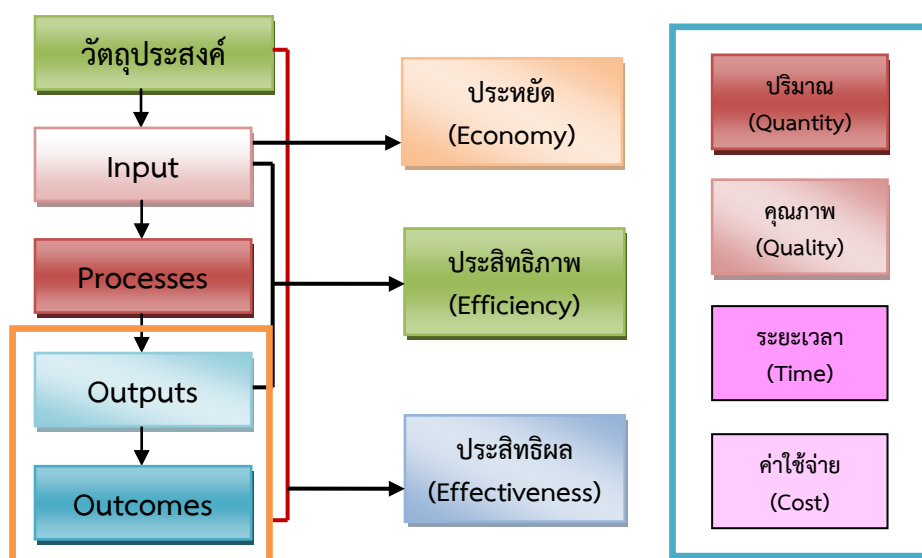 วัตถุประสงค์
Input
Processes
Outputs
Outcomes
ประหยัด
(Economy)
ประสิทธิภาพ
(Efficiency)
ประสิทธิผล
(Effectiveness)
ปริมาณ
(Quantity)
คุณภาพ
(Quality)
ระยะเวลา
(Time)
ค่าใช้จ่าย
(Cost)